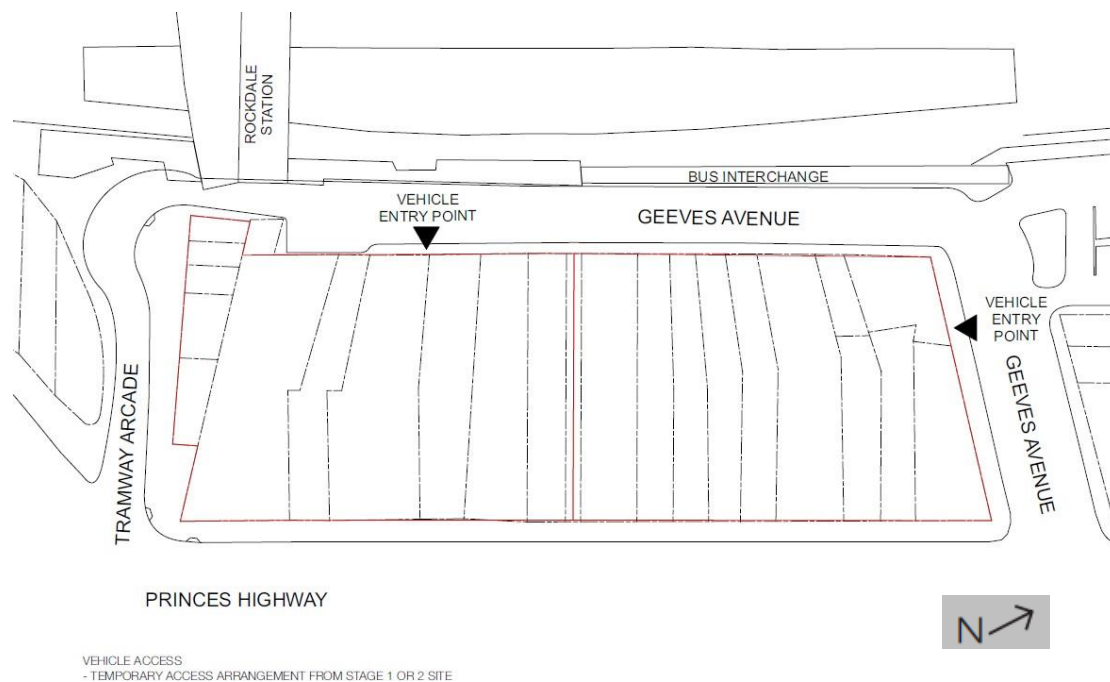 ROCKDALE
STATION
BUS INTERCHANGE
VEHICLE
ENTRY POINT
GEEVES AVENUE
VEHICLE
ENTRY
POINT
GEEVES AVENUE
TRAMWAY ARCADE
PRINCES HIGHWAY
N
VEHICLE ACCESS
- TEMPORARY ACCESS ARRANGEMENT FROM STAGE 1 OR 2 SITE